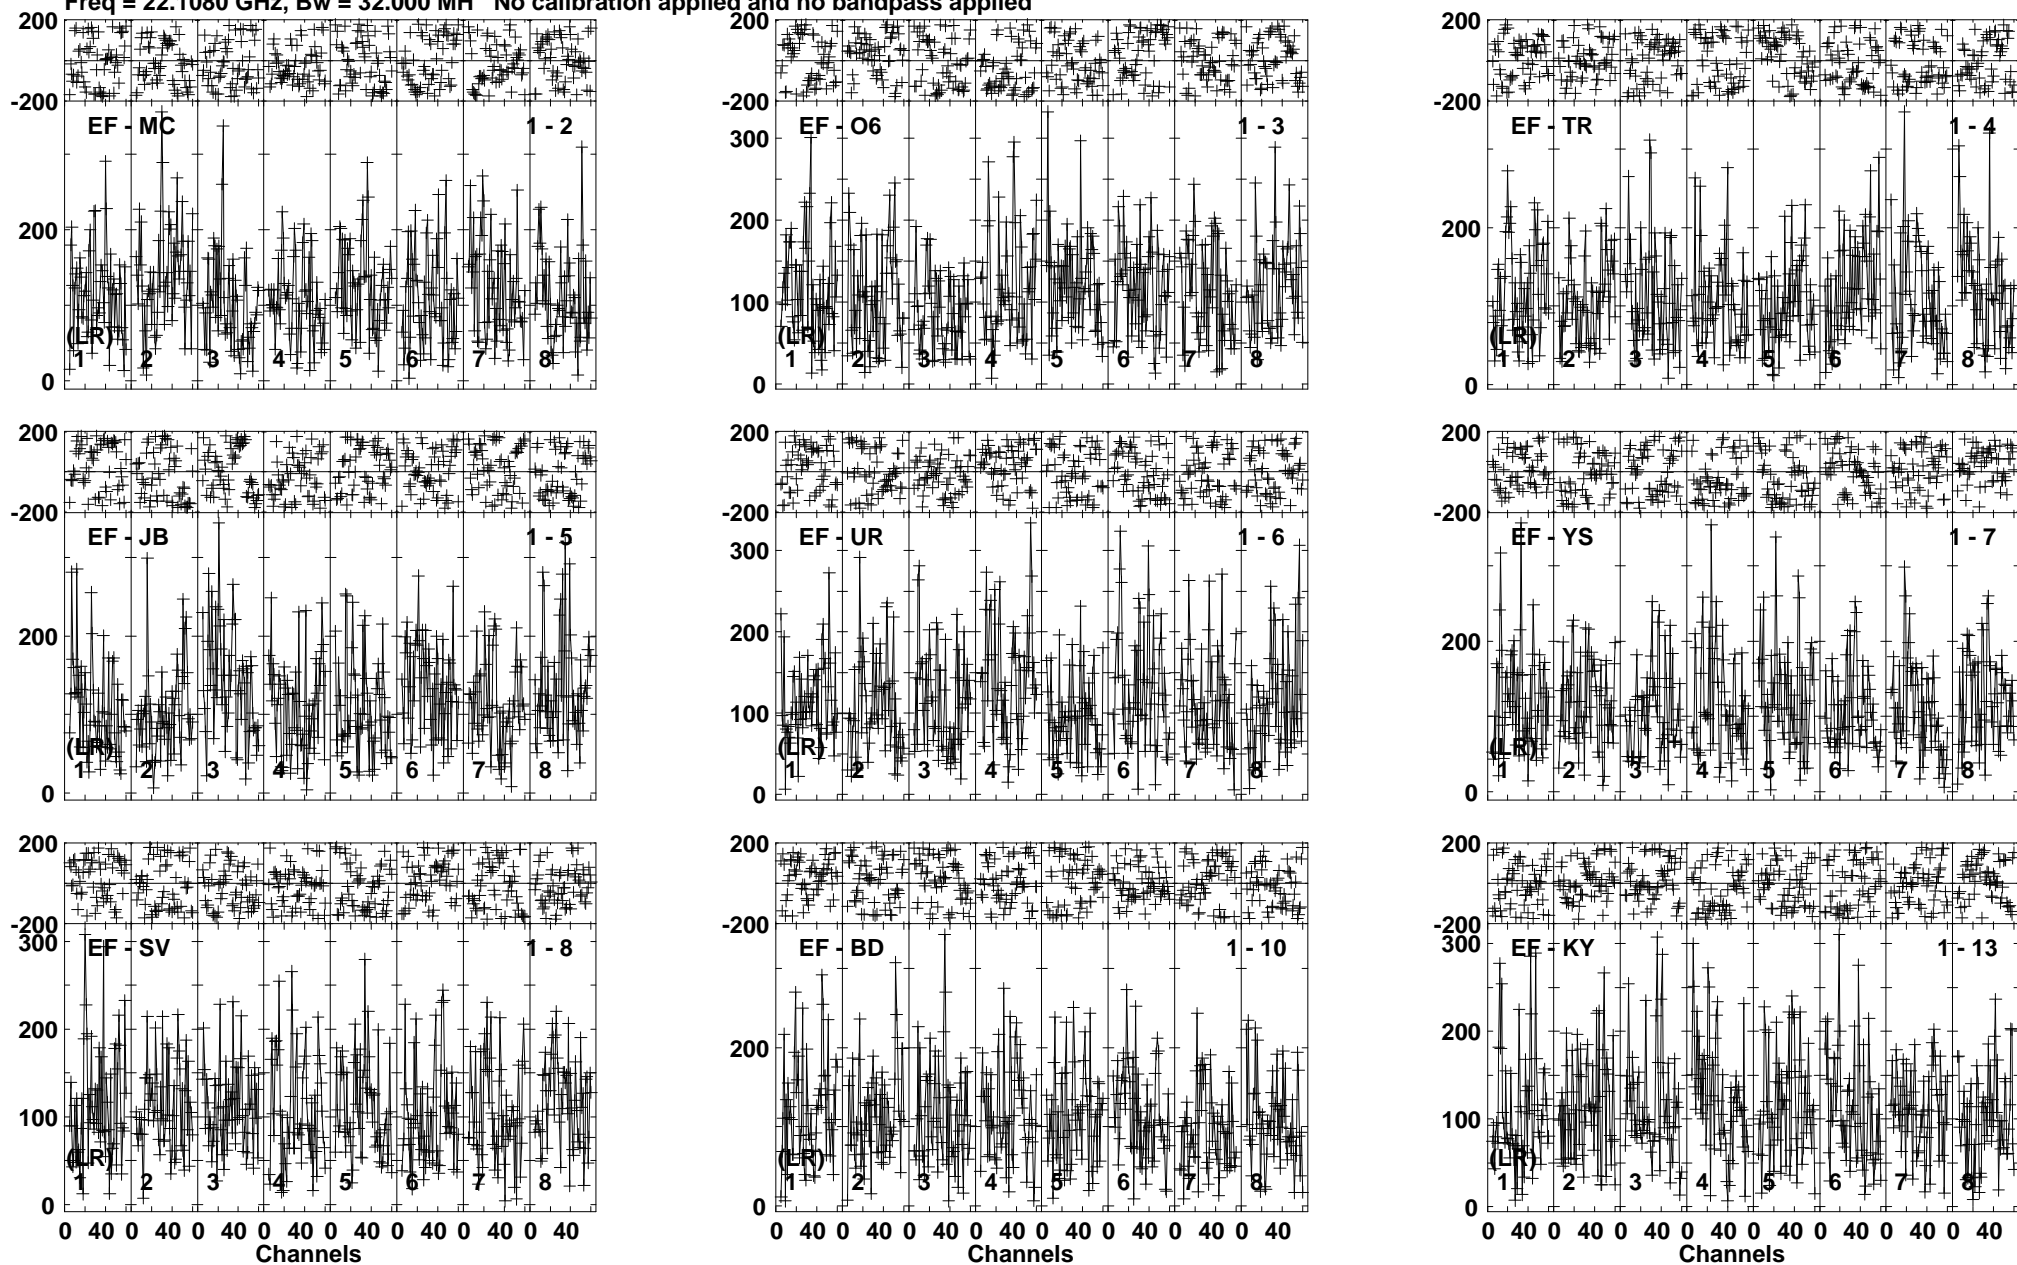 Freq = 22.1080 GHz, Bw = 32.000 MH No calibration applied and no bandpass applied
200 200 200
-200 -200 -200
EF - MC 1 - 2 EF - O6 1 - 3 EF - TR 1 - 4
300
200 200 200
100
(LR) (LR) (LR)
1 2 3 4 5 6 7 8 1 2 3 4 5 6 7 8 1 2 3 4 5 6 7 8
0 0 0
200 200 200
-200 -200 -200
EF - JB 1 - 5 EF - UR 1 - 6 EF - YS 1 - 7
300
200 200 200
100
(LR) (LR) (LR)
1 2 3 4 5 6 7 8 1 2 3 4 5 6 7 8 1 2 3 4 5 6 7 8
0 0 0
200 200 200
-200 -200 -200
300 300
EF - SV 1 - 8 EF - BD 1 - 10 EF - KY 1 - 13
200 200 200
100 100
(LR) (LR) (LR)
1 2 3 4 5 6 7 8 1 2 3 4 5 6 7 8 1 2 3 4 5 6 7 8
0 0 0
0 40 0 40 0 40 0 40 0 40 0 40 0 40 0 40 0 40 0 40 0 40 0 40 0 40 0 40 0 40 0 40 0 40 0 40 0 40 0 40 0 40 0 40 0 40 0 40
Channels Channels Channels